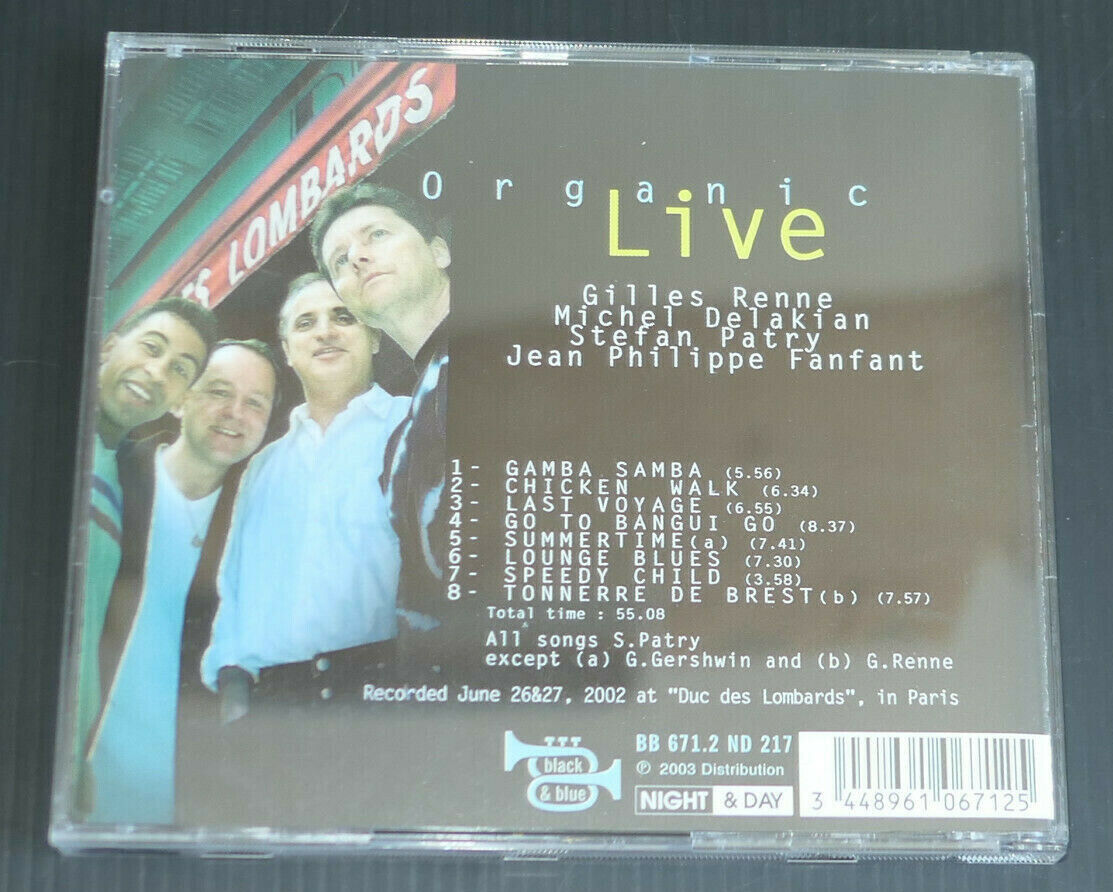 ES LOMBARDS
Organic
Live
Gilles Renne
Michel Delakian
Stefan Patry
Jean Philippe Fanfant
1- GAMBA SAMBA (5.56)
2- CHICKEN WALK (6.34)
3- LAST VOYAGE (6.55)
4- GO TO BANGUI GO (8.37)
5- SUMMERTIME(a) (7.41)
6- LOUNGE BLUES (7.30)
7- SPEEDY CHILD (3.58)
8- TONNERRE DE BREST(b) (7.57)
Total time : 55.08
All songs S.Patry
except (a) G.Gershwin and (b) G.Renne
Recorded June 26&27, 2002 at "Duc des Lombards", in Paris
black
& blue
BB 671.2 ND 217
℗ 2003 Distribution
NIGHT & DAY
3 448961 067125